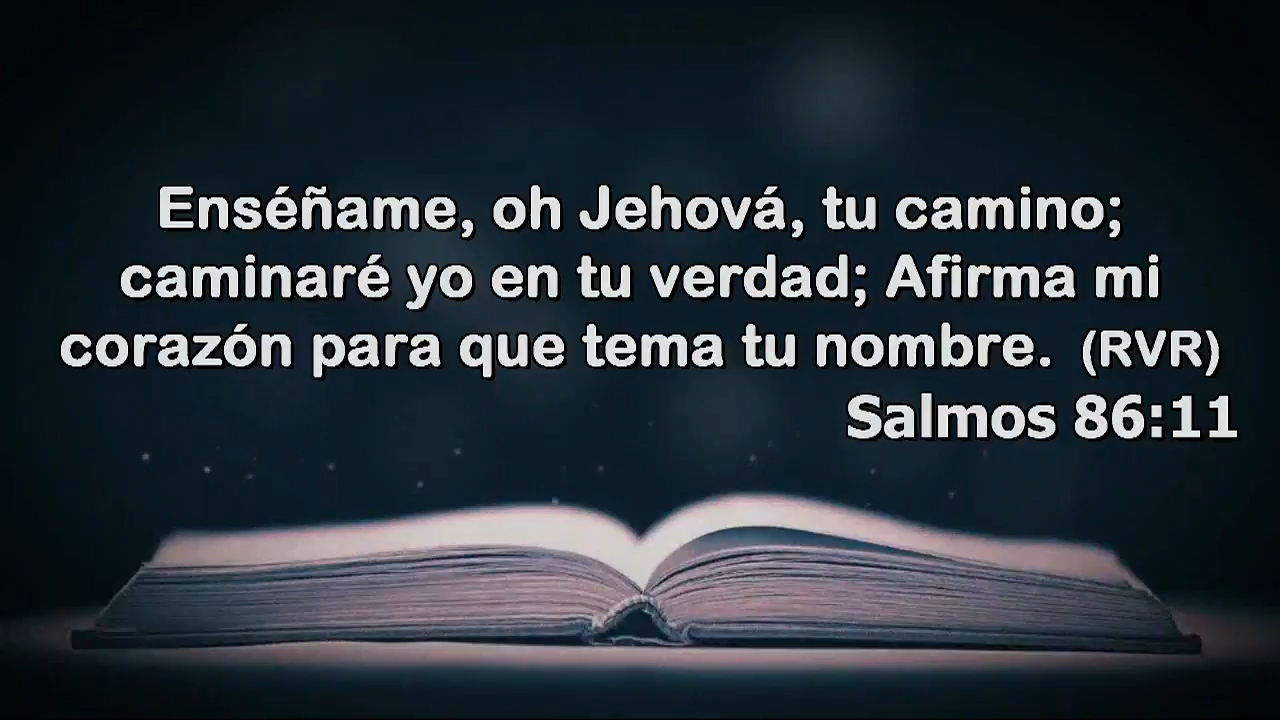 Enséñame, oh Jehová, tu camino;
caminaré yo en tu verdad; Afirma mi
corazón para que tema tu nombre. (RVR)
Salmos 86:11